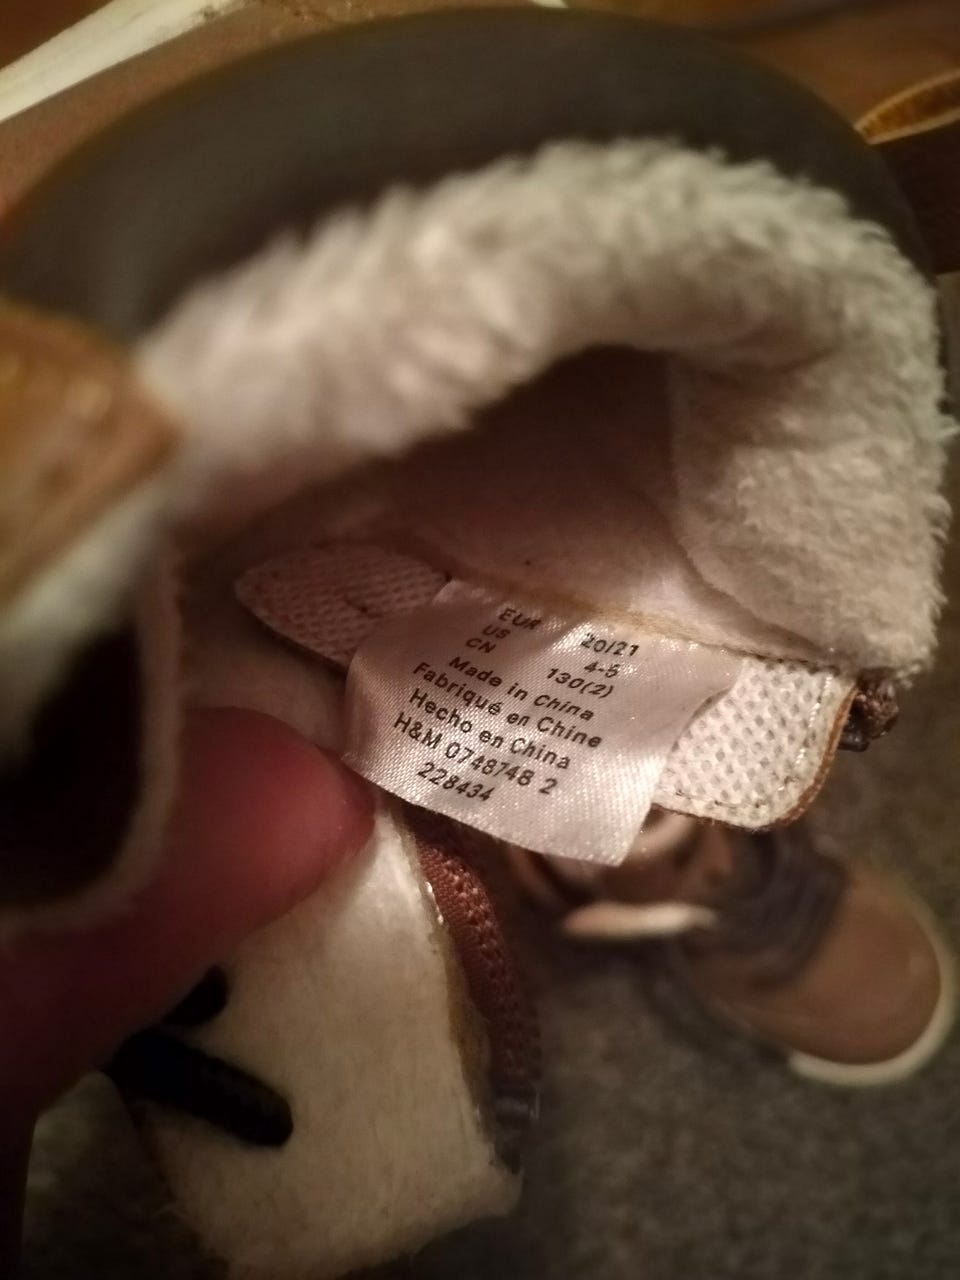 EUR 20/21
US 4-5
CN 130(2)
Made in China
Fabriqué en Chine
Hecho en China
H&M 0748748 2
228434